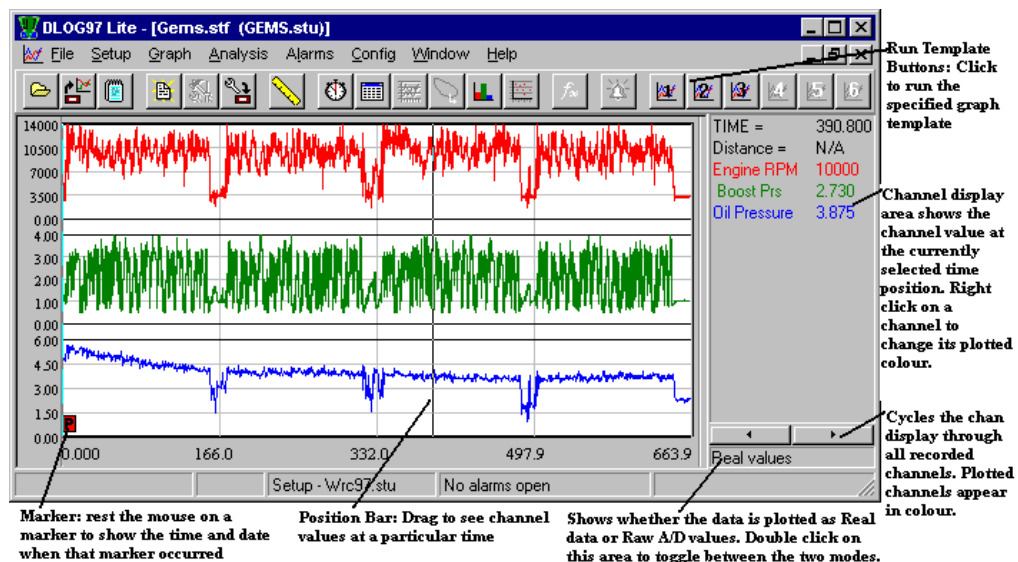 DLOG97 Lite - [Gems.stf (GEMS.stu)]
File Setup Graph Analysis Alarms Config Window Help
fx 1 2 3 4 5 6
14000
10500
7000
3500
0.00
4.00
3.00
2.00
1.00
0.00
6.00
4.50
3.00
1.50
0.00
P
0.000 166.0 332.0 497.9 663.9
TIME = 390.800
Distance = N/A
Engine RPM 10000
Boost Prs 2.730
Oil Pressure 3.875
Real values
Setup - Wrc97.stu No alarms open
Run Template
Buttons: Click
to run the
specified graph
template
Channel display
area shows the
channel value at
the currently
selected time
position. Right
click on a
channel to
change its plotted
colour.
Cycles the chan
display through
all recorded
channels. Plotted
channels appear
in colour.
Marker: rest the mouse on a
marker to show the time and date
when that marker occurred
Position Bar: Drag to see channel
values at a particular time
Shows whether the data is plotted as Real
data or Raw A/D values. Double click on
this area to toggle between the two modes.